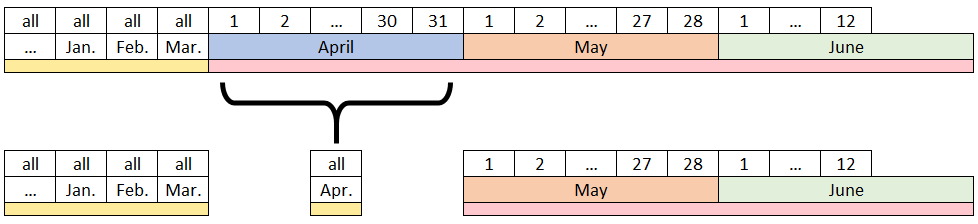 all all all all 1 2 ... 30 31 1 2 ... 27 28 1 ... 12
... Jan. Feb. Mar. April May June
all all all all all 1 2 ... 27 28 1 ... 12
... Jan. Feb. Mar. Apr. May June